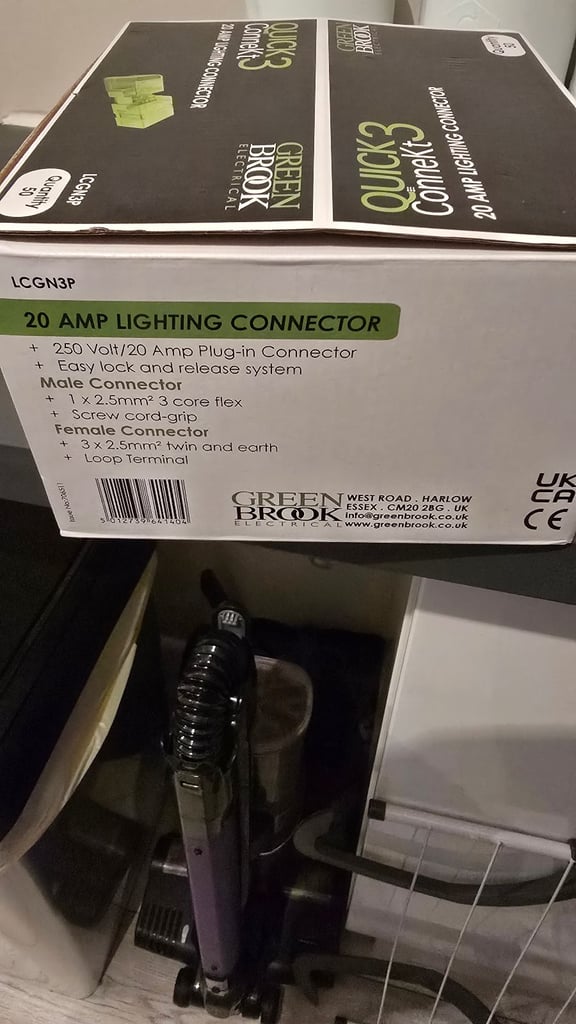 QUICK3
ConneKt3
20 AMP LIGHTING CONNECTOR
GREEN
BROOK
ELECTRICAL
LCGN3P
Quantity
50
GREEN
BROOK
Quantity
50
QUICK3
ConneKt
20 AMP LIGHTING CONNECTOR
LCGN3P
20 AMP LIGHTING CONNECTOR
+ 250 Volt/20 Amp Plug-in Connector
+ Easy lock and release system
Male Connector
+ 1 x 2.5mm² 3 core flex
+ Screw cord-grip
Female Connector
+ 3 x 2.5mm² twin and earth
+ Loop Terminal
5 012739 641404
GREEN
BROOK
ELECTRICAL
WEST ROAD . HARLOW
ESSEX . CM20 2BG . UK
Info@greenbrook.co.uk
www.greenbrook.co.uk
UK
CA
CE